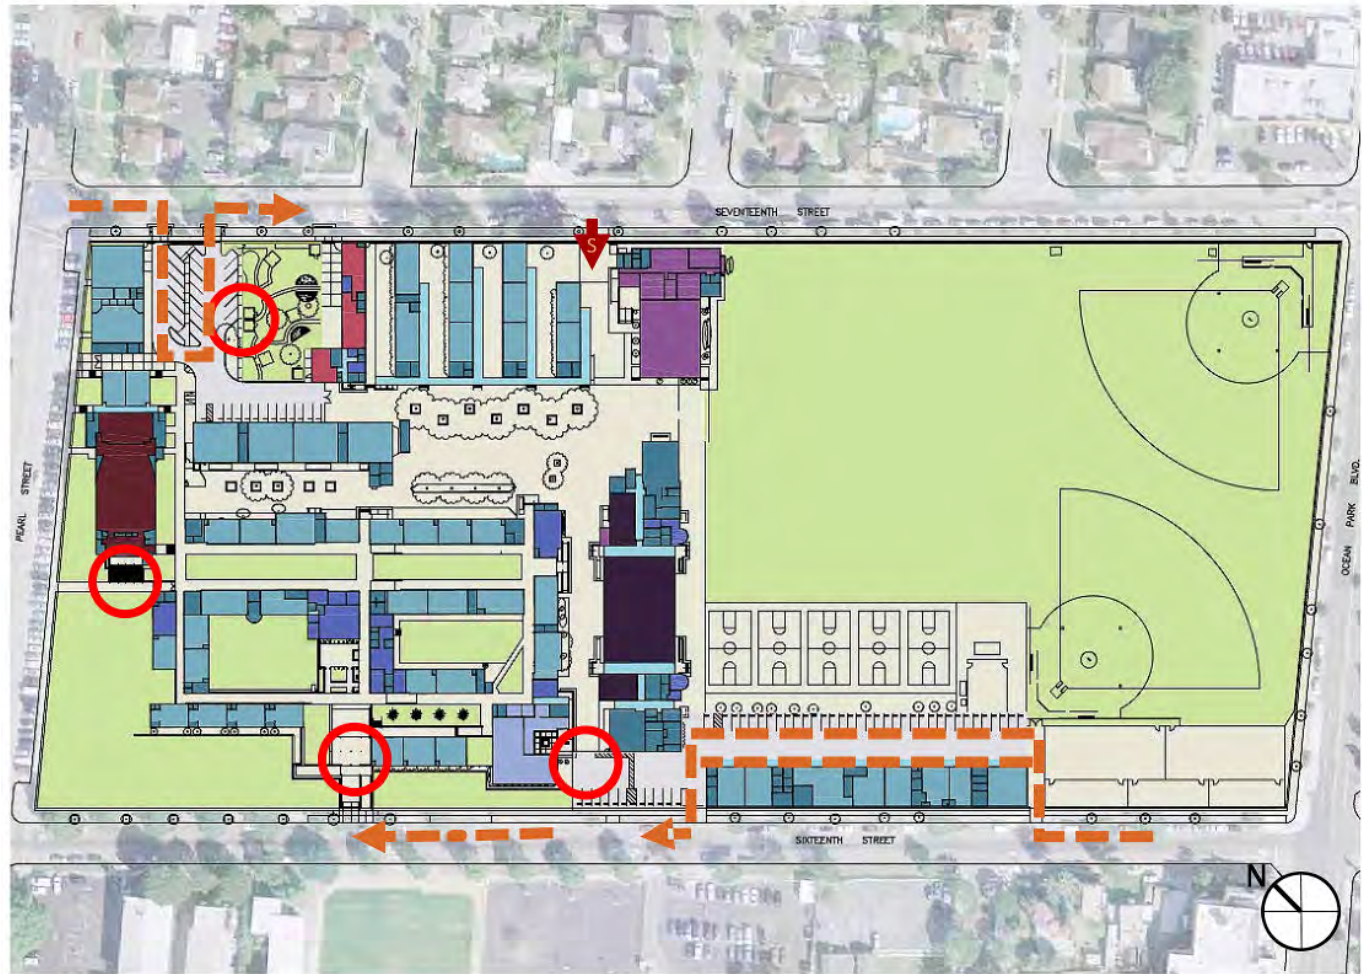 SEVENTEENTH STREET
S
PEARL STREET
OCEAN PARK BLVD.
SIXTEENTH STREET
N